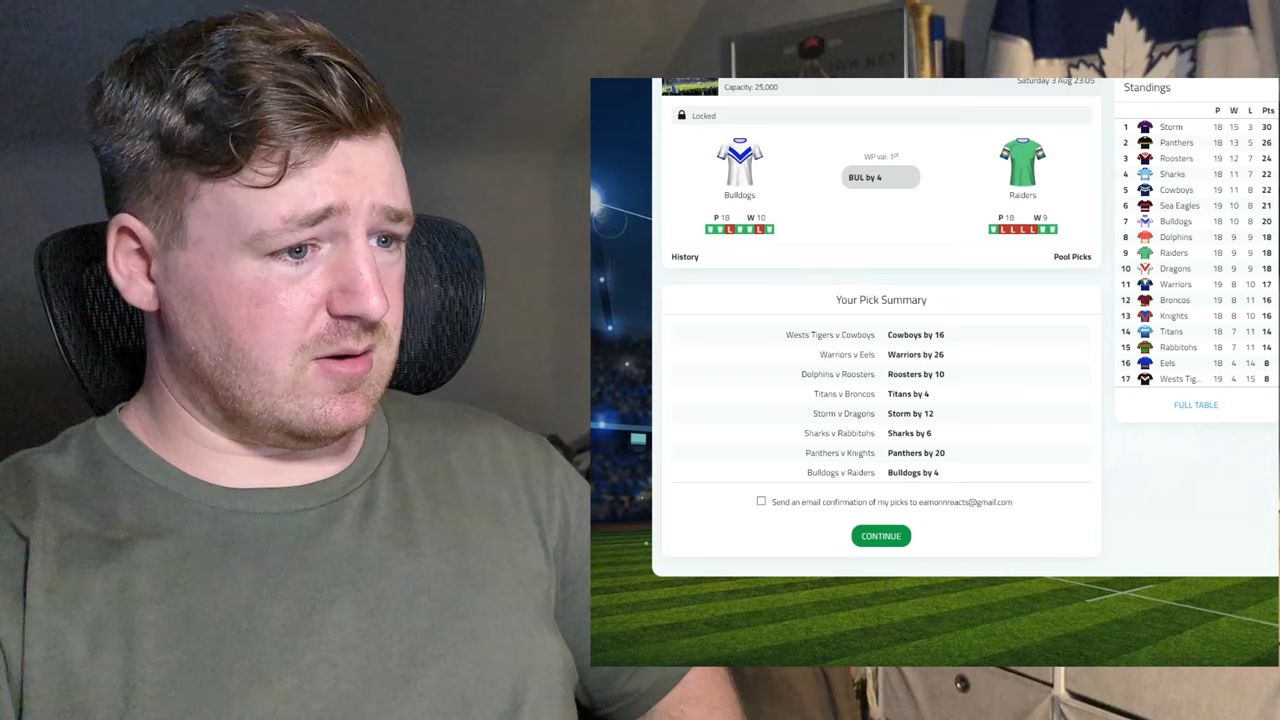 Capacity: 25,000
Saturday 3 Aug 23:05
Locked
WP val: 1pt
BUL by 4
Bulldogs
Raiders
P 18 W 10
P 18 W 9
W W L W W L W
W L L L L W W
History
Pool Picks
Your Pick Summary
Wests Tigers v Cowboys Cowboys by 16
Warriors v Eels Warriors by 26
Dolphins v Roosters Roosters by 10
Titans v Broncos Titans by 4
Storm v Dragons Storm by 12
Sharks v Rabbitohs Sharks by 6
Panthers v Knights Panthers by 20
Bulldogs v Raiders Bulldogs by 4
Send an email confirmation of my picks to eamonnreacts@gmail.com
CONTINUE
Standings
P W L Pts
1 Storm 18 15 3 30
2 Panthers 18 13 5 26
3 Roosters 19 12 7 24
4 Sharks 18 11 7 22
5 Cowboys 19 11 8 22
6 Sea Eagles 19 10 8 21
7 Bulldogs 18 10 8 20
8 Dolphins 18 9 9 18
9 Raiders 18 9 9 18
10 Dragons 18 9 9 18
11 Warriors 19 8 10 17
12 Broncos 19 8 11 16
13 Knights 18 8 10 16
14 Titans 18 7 11 14
15 Rabbitohs 18 7 11 14
16 Eels 18 4 14 8
17 Wests Tig... 19 4 15 8
FULL TABLE